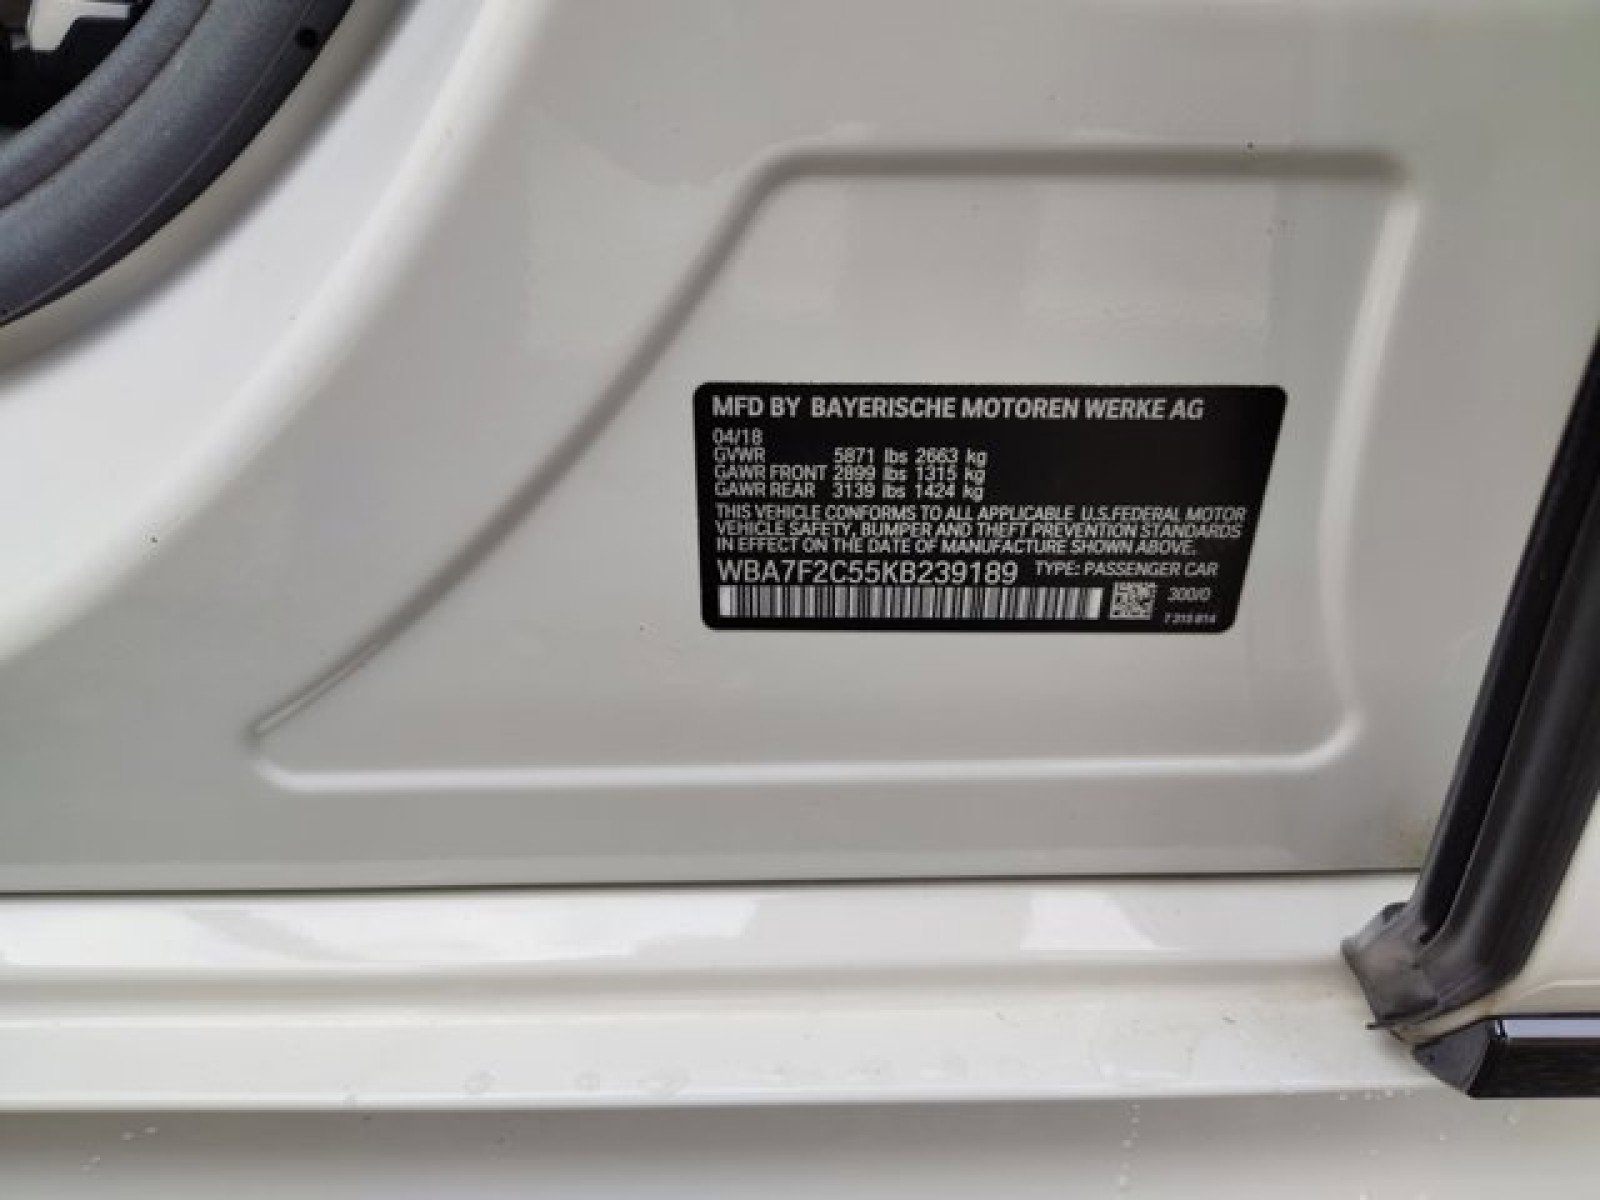 MFD BY BAYERISCHE MOTOREN WERKE AG
04/18
GVWR 5871 lbs 2663 kg
GAWR FRONT 2899 lbs 1315 kg
GAWR REAR 3139 lbs 1424 kg
THIS VEHICLE CONFORMS TO ALL APPLICABLE U.S.FEDERAL MOTOR
VEHICLE SAFETY, BUMPER AND THEFT PREVENTION STANDARDS
IN EFFECT ON THE DATE OF MANUFACTURE SHOWN ABOVE.
WBA7F2C55KB239189 TYPE: PASSENGER CAR
300/0